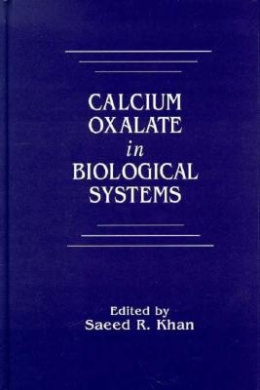 CALCIUM
OXALATE
in
BIOLOGICAL
SYSTEMS
Edited by
Saeed R. Khan